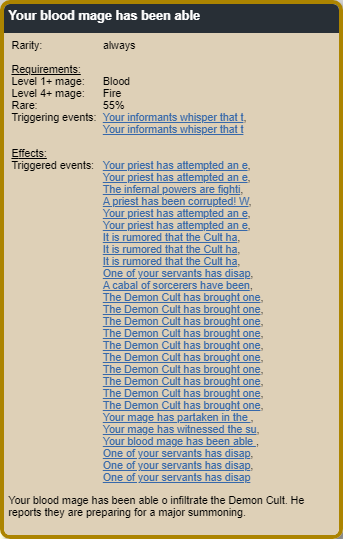 Your blood mage has been able
Rarity: always
Requirements:
Level 1+ mage: Blood
Level 4+ mage: Fire
Rare: 55%
Triggering events: Your informants whisper that t,
Your informants whisper that t
Effects:
Triggered events: Your priest has attempted an e,
Your priest has attempted an e,
The infernal powers are fighti,
A priest has been corrupted! W,
Your priest has attempted an e,
Your priest has attempted an e,
It is rumored that the Cult ha,
It is rumored that the Cult ha,
It is rumored that the Cult ha,
One of your servants has disap,
A cabal of sorcerers have been,
The Demon Cult has brought one,
The Demon Cult has brought one,
The Demon Cult has brought one,
The Demon Cult has brought one,
The Demon Cult has brought one,
The Demon Cult has brought one,
The Demon Cult has brought one,
The Demon Cult has brought one,
The Demon Cult has brought one,
The Demon Cult has brought one,
Your mage has partaken in the ,
Your mage has witnessed the su,
Your blood mage has been able ,
One of your servants has disap,
One of your servants has disap,
One of your servants has disap
Your blood mage has been able o infiltrate the Demon Cult. He
reports they are preparing for a major summoning.